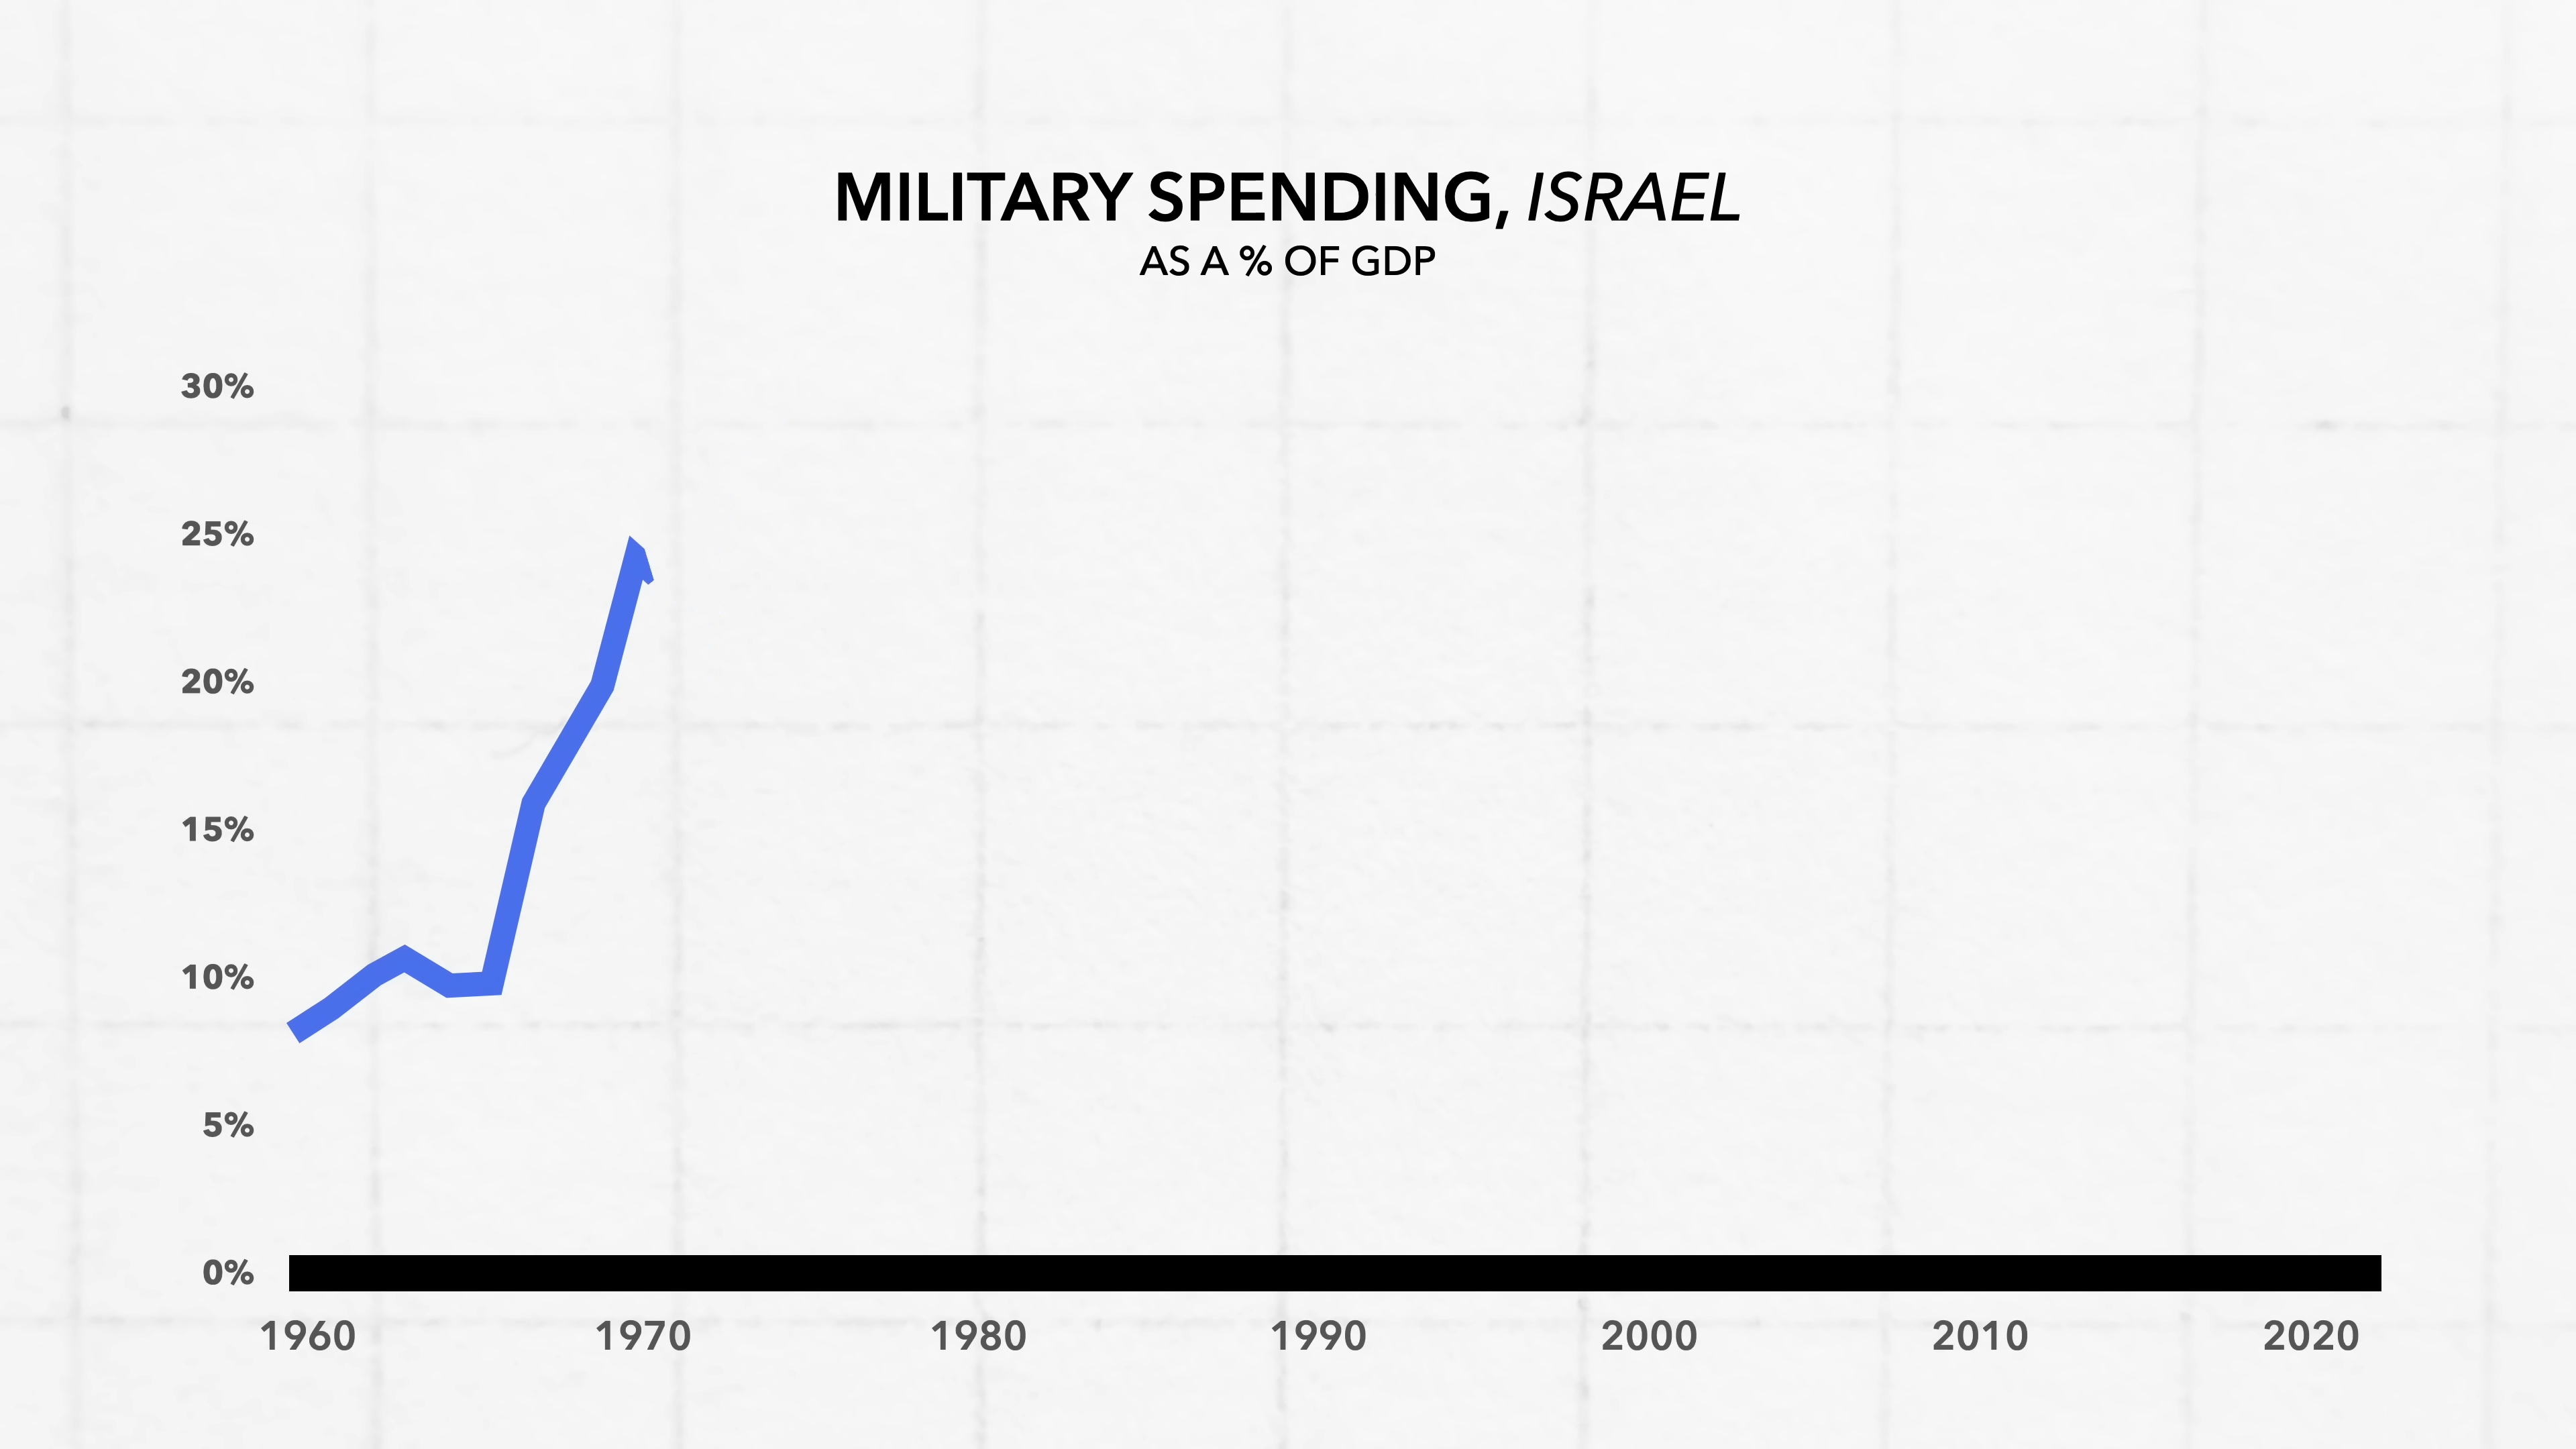 MILITARY SPENDING, ISRAEL
AS A % OF GDP
30%
25%
20%
15%
10%
5%
0%
1960 1970 1980 1990 2000 2010 2020